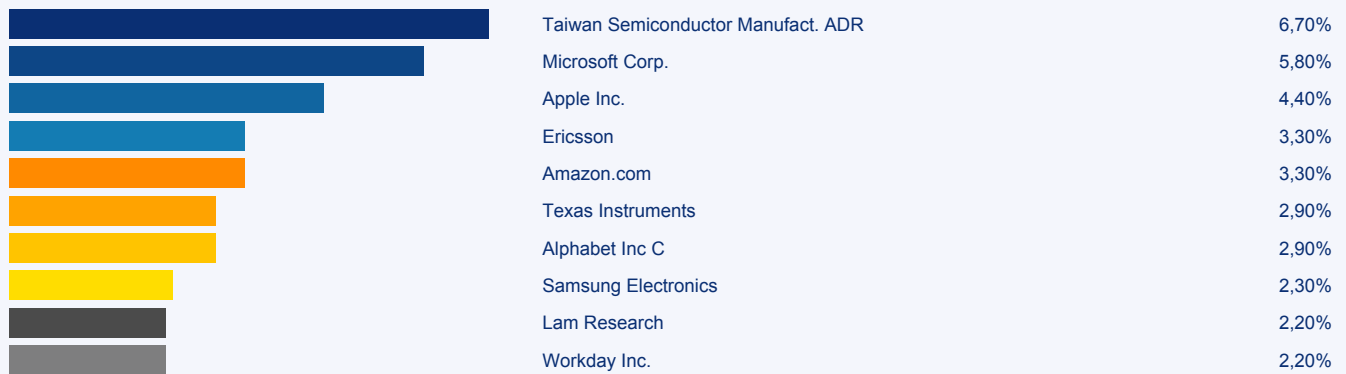 Taiwan Semiconductor Manufact. ADR 6,70%
Microsoft Corp. 5,80%
Apple Inc. 4,40%
Ericsson 3,30%
Amazon.com 3,30%
Texas Instruments 2,90%
Alphabet Inc C 2,90%
Samsung Electronics 2,30%
Lam Research 2,20%
Workday Inc. 2,20%